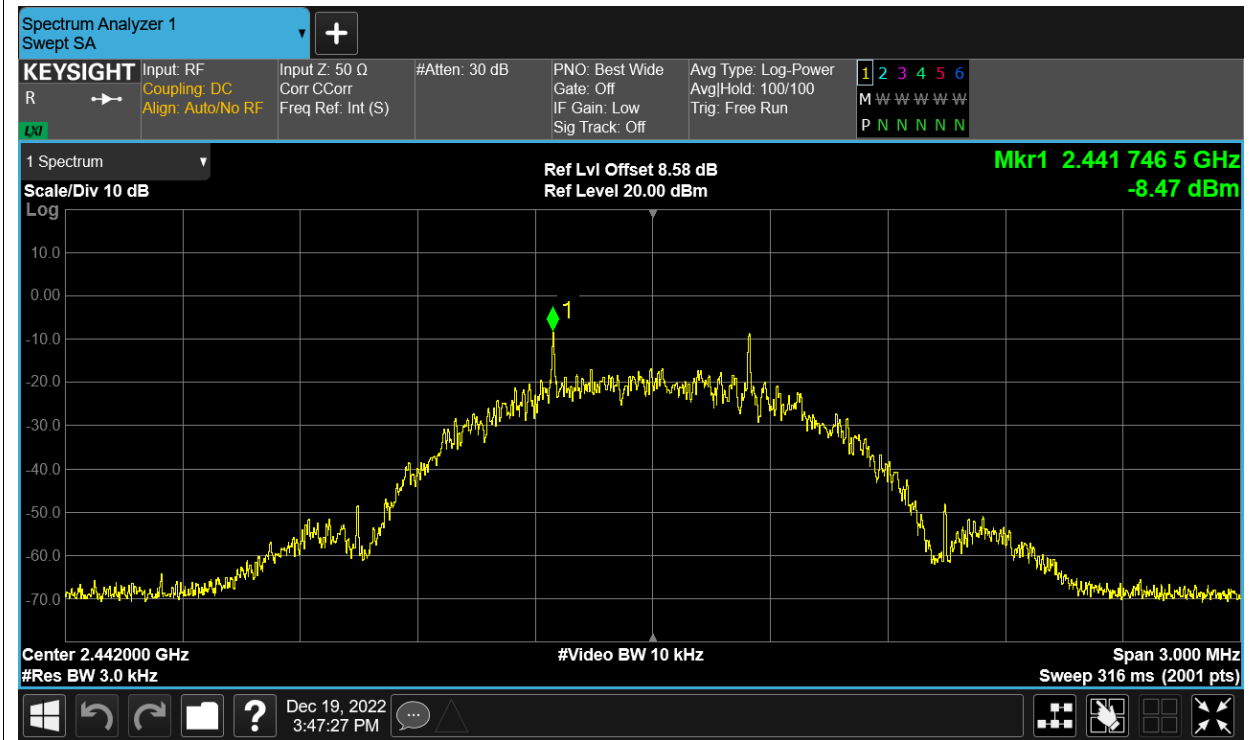 Spectrum Analyzer 1
Swept SA
+
KEYSIGHT
R
LXI
Input: RF
Coupling: DC
Align: Auto/No RF
Input Z: 50 Ω
Corr CCorr
Freq Ref: Int (S)
#Atten: 30 dB
PNO: Best Wide
Gate: Off
IF Gain: Low
Sig Track: Off
Avg Type: Log-Power
Avg|Hold: 100/100
Trig: Free Run
1 2 3 4 5 6
M W W W W W
P N N N N N N
1 Spectrum
Scale/Div 10 dB
Log
Ref Lvl Offset 8.58 dB
Ref Level 20.00 dBm
Mkr1 2.441 746 5 GHz
-8.47 dBm
10.0
0.00
-10.0
-20.0
-30.0
-40.0
-50.0
-60.0
-70.0
1
Center 2.442000 GHz
#Res BW 3.0 kHz
#Video BW 10 kHz
Span 3.000 MHz
Sweep 316 ms (2001 pts)
?
Dec 19, 2022
3:47:27 PM